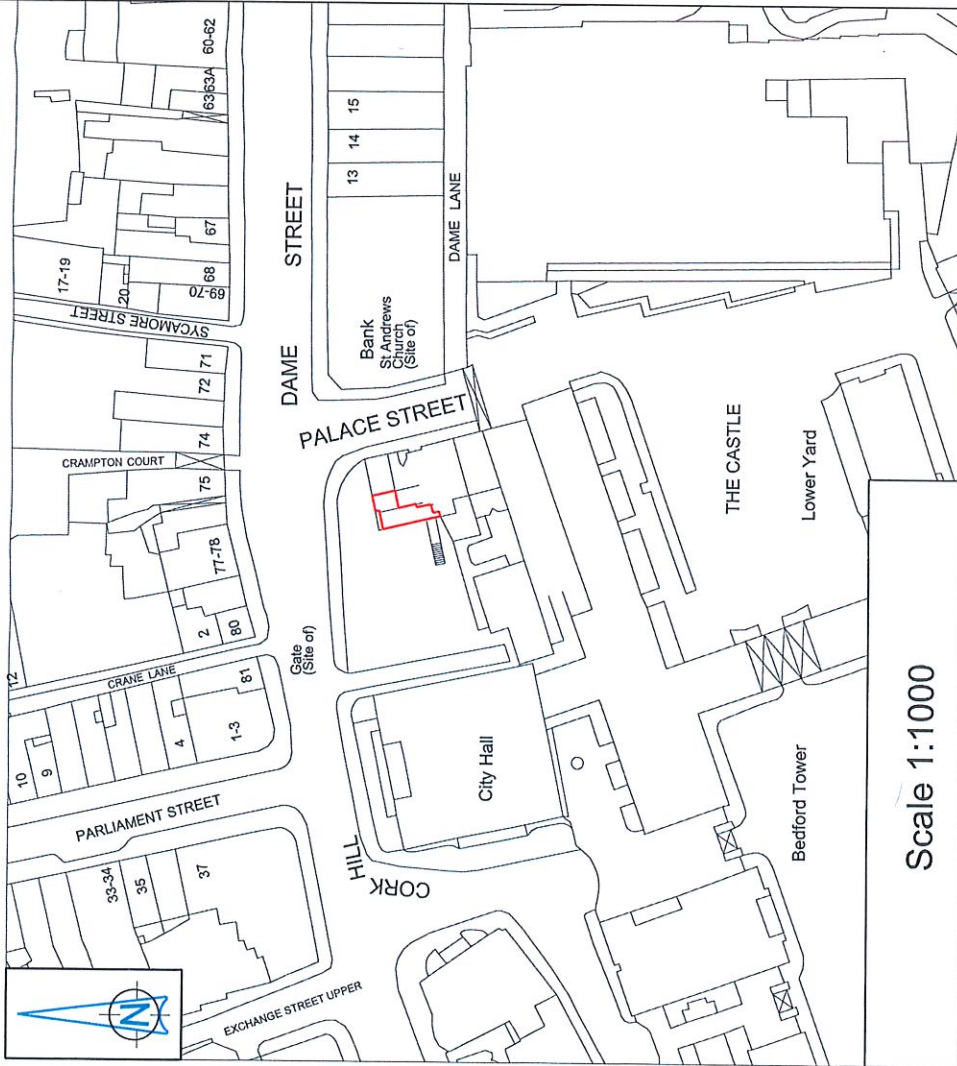 60-62
63A
63
67
68
69-70
17-19
20
SYCAMORE STREET
71
72
74
CRAMPTON COURT
75
77-78
2
80
12
CRANE LANE
81
10
9
4
1-3
PARLIAMENT STREET
33-34
35
37
EXCHANGE STREET UPPER
N
DAME STREET
15
14
13
DAME LANE
Bank
St Andrews
Church
(Site of)
PALACE STREET
Gate
(Site of)
City Hall
CORK HILL
THE CASTLE
Lower Yard
Bedford Tower
Scale 1:1000